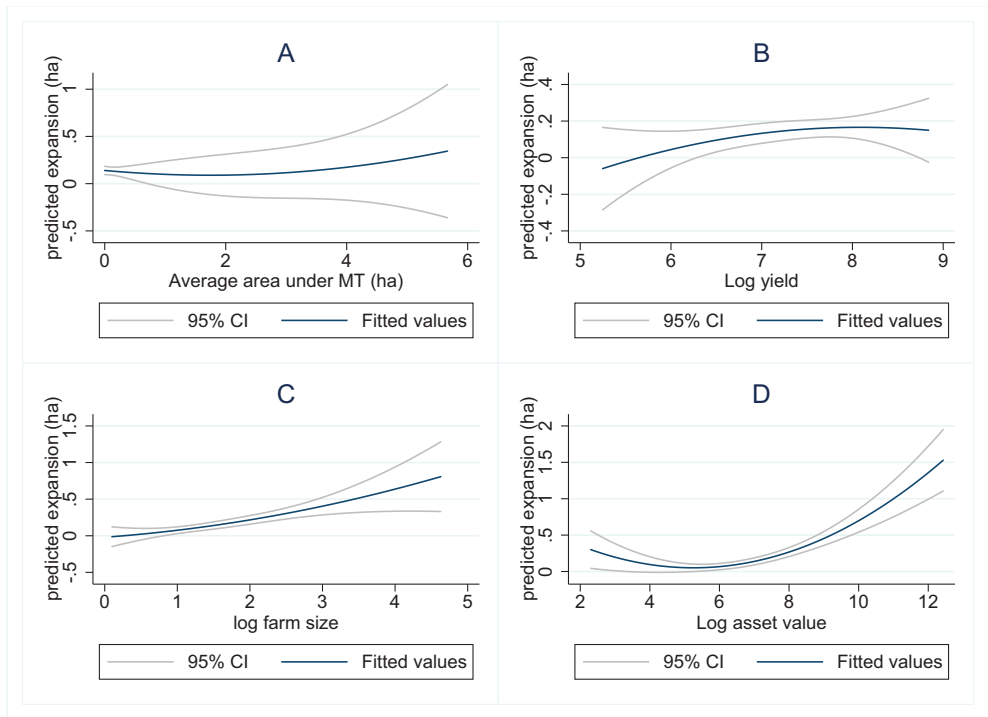 A
predicted expansion (ha)
-.5 0 .5 1
0 2 4 6
Average area under MT (ha)
95% CI Fitted values
B
predicted expansion (ha)
-.4 -.2 0 .2 .4
5 6 7 8 9
Log yield
95% CI Fitted values
C
predicted expansion (ha)
-.5 0 .5 1 1.5
0 1 2 3 4 5
log farm size
95% CI Fitted values
D
predicted expansion (ha)
0 .5 1 1.5 2
2 4 6 8 10 12
Log asset value
95% CI Fitted values